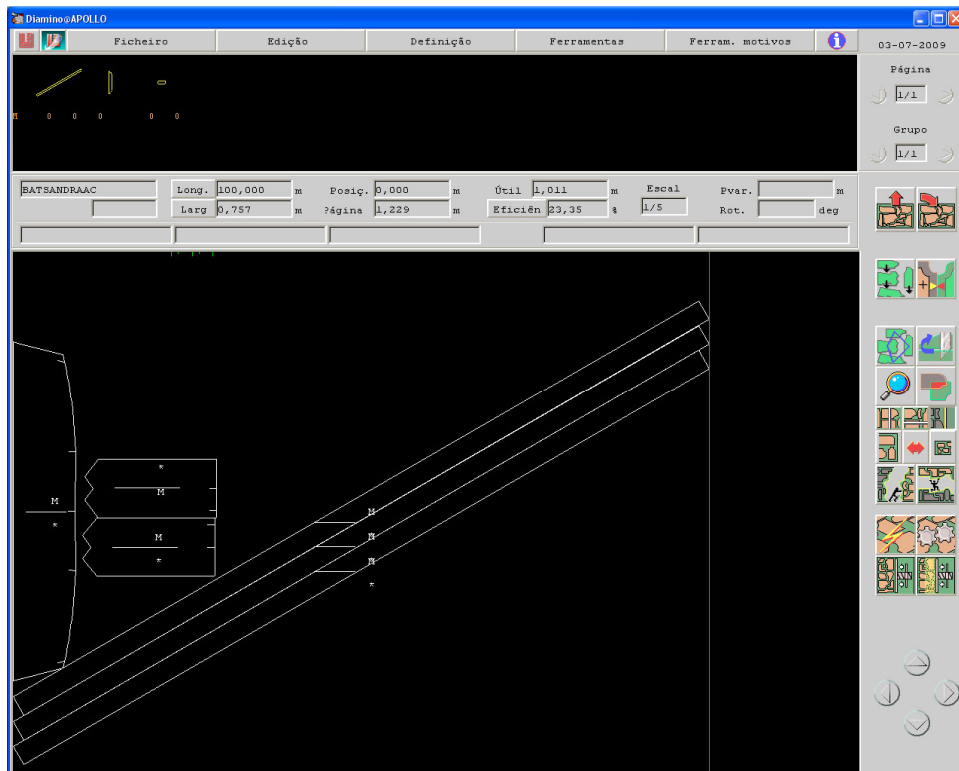 Diamino@APOLLO
Ficheiro Edição Definição Ferramentas Ferram. motivos i 03-07-2009
Página
1/1
M 0 0 0 0 0
Grupo
1/1
BATSANDRAAC Long. 100,000 m Posiç. 0,000 m Útil 1,011 m Escal Pvar. m
Larg 0,757 m Página 1,229 m Eficiên 23,35 % 1/5 Rot. deg
*
M
M
*
M
*
M
M
M
*